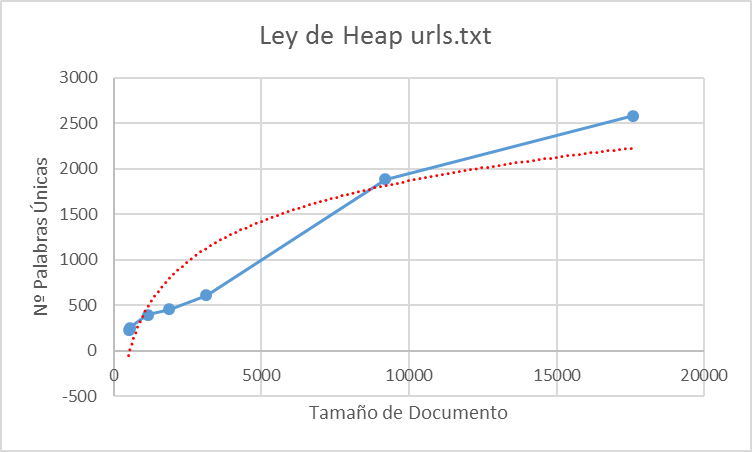 Ley de Heap urls.txt
3000
2500
2000
1500
1000
500
0
-500
0 5000 10000 15000 20000
Nº Palabras Únicas
Tamaño de Documento